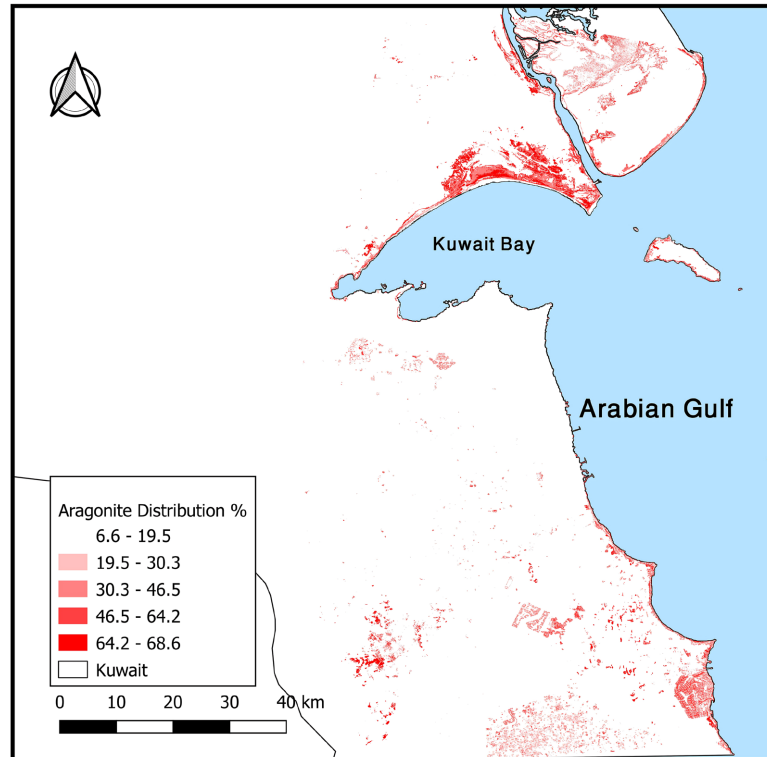 Kuwait Bay
Arabian Gulf
Aragonite Distribution %
6.6 - 19.5
19.5 - 30.3
30.3 - 46.5
46.5 - 64.2
64.2 - 68.6
Kuwait
0 10 20 30 40 km